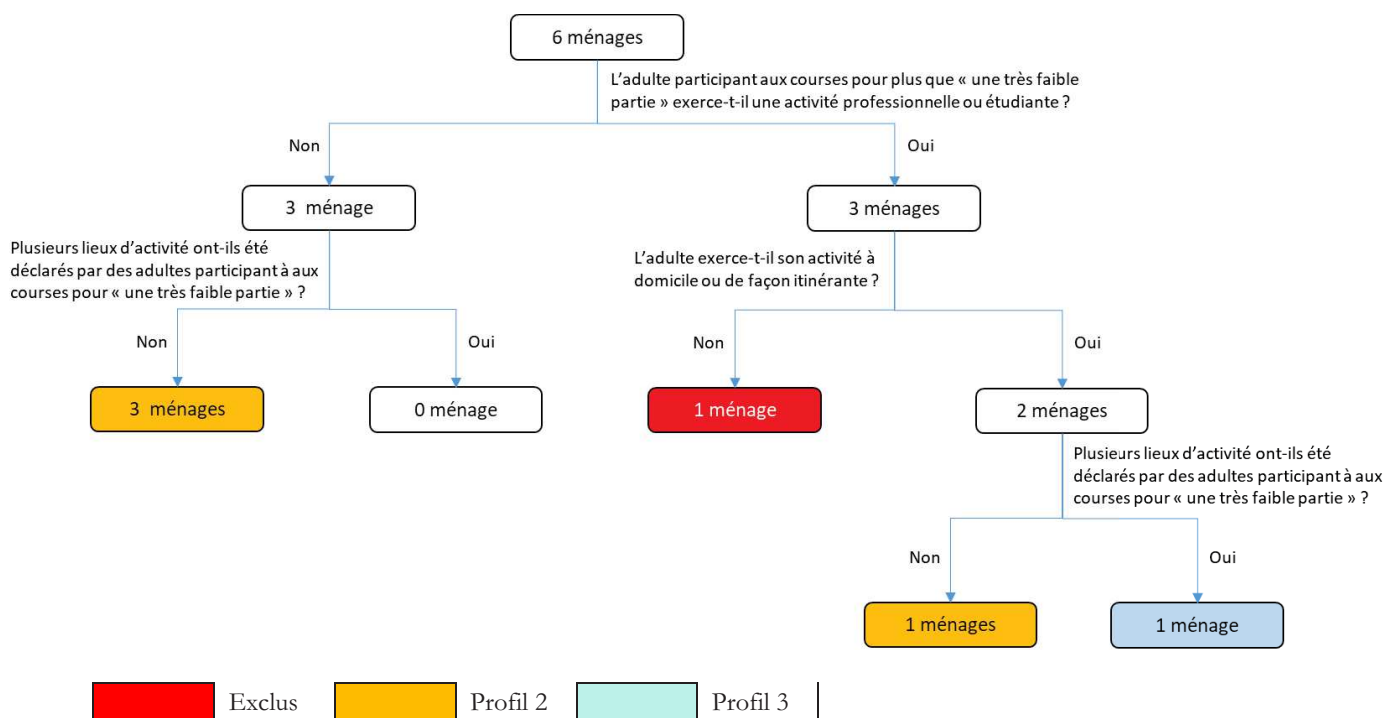 6 ménages
L’adulte participant aux courses pour plus que « une très faible
partie » exerce-t-il une activité professionnelle ou étudiante ?
Non
Oui
3 ménage
3 ménages
Plusieurs lieux d’activité ont-ils été
déclarés par des adultes participant à aux
courses pour « une très faible partie » ?
L’adulte exerce-t-il son activité à
domicile ou de façon itinérante ?
Non
Oui
Non
Oui
3 ménages
0 ménage
1 ménage
2 ménages
Plusieurs lieux d’activité ont-ils été
déclarés par des adultes participant à aux
courses pour « une très faible partie » ?
Non
Oui
1 ménages
1 ménage
Exclus
Profil 2
Profil 3